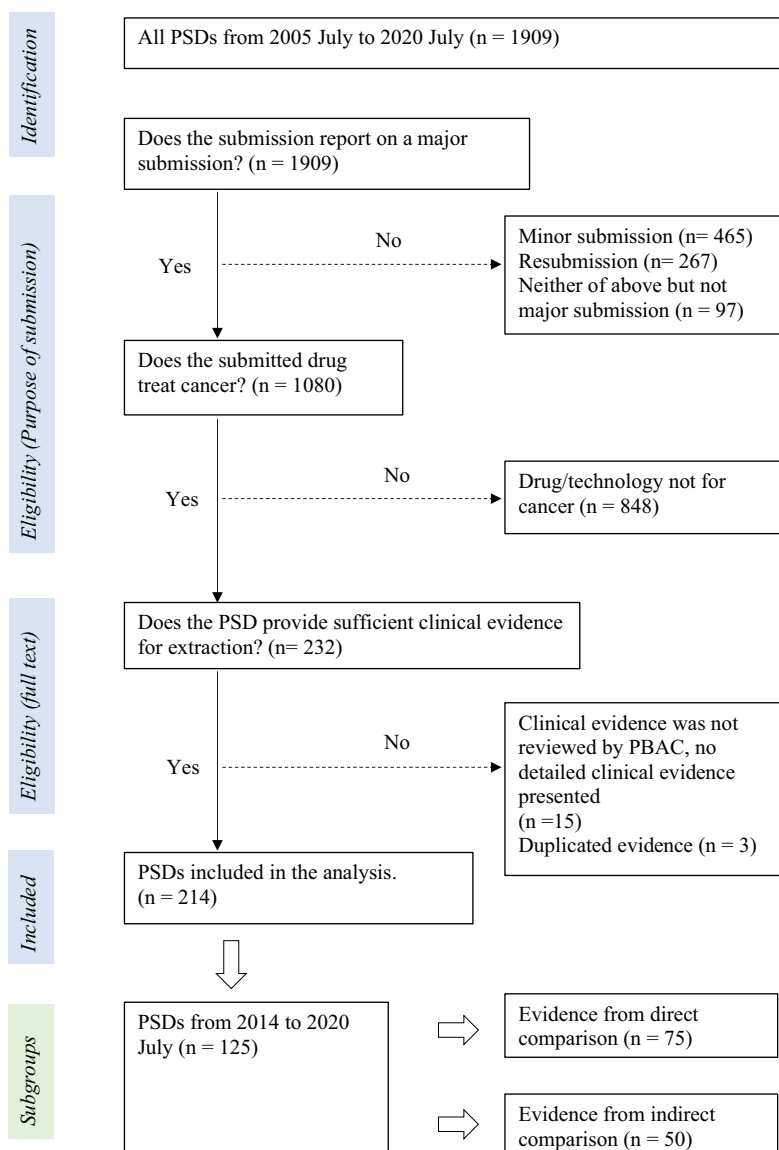 Identification
All PSDs from 2005 July to 2020 July (n = 1909)
Does the submission report on a major
submission? (n = 1909)
Eligibility (Purpose of submission)
No
Yes
Minor submission (n= 465)
Resubmission (n= 267)
Neither of above but not
major submission (n = 97)
Does the submitted drug
treat cancer? (n = 1080)
No
Yes
Drug/technology not for
cancer (n = 848)
Eligibility (full text)
Does the PSD provide sufficient clinical evidence
for extraction? (n= 232)
No
Yes
Clinical evidence was not
reviewed by PBAC, no
detailed clinical evidence
presented
(n =15)
Duplicated evidence (n = 3)
Included
PSDs included in the analysis.
(n = 214)
Subgroups
PSDs from 2014 to 2020
July (n = 125)
Evidence from direct
comparison (n = 75)
Evidence from indirect
comparison (n = 50)